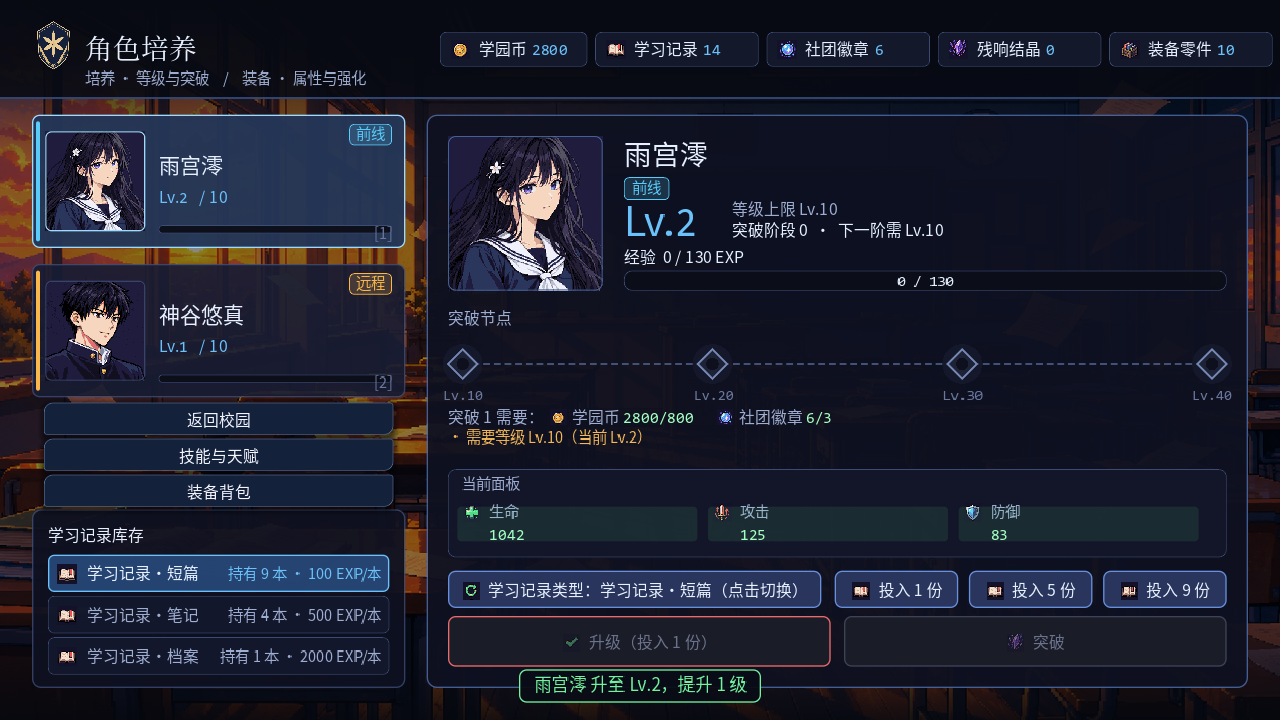 角色培养
培养 · 等级与突破 / 装备 · 属性与强化
学园币 2800
学习记录 14
社团徽章 6
残响结晶 0
装备零件 10
前线
雨宫澪
Lv.2 / 10
[1]
远程
神谷悠真
Lv.1 / 10
[2]
返回校园
技能与天赋
装备背包
学习记录库存
学习记录·短篇 持有 9 本 · 100 EXP/本
学习记录·笔记 持有 4 本 · 500 EXP/本
学习记录·档案 持有 1 本 · 2000 EXP/本
雨宫澪
前线
Lv.2
等级上限 Lv.10
突破阶段 0 · 下一阶需 Lv.10
经验 0 / 130 EXP
0 / 130
突破节点
Lv.10 Lv.20 Lv.30 Lv.40
突破 1 需要： 学园币 2800/800 社团徽章 6/3
· 需要等级 Lv.10（当前 Lv.2）
当前面板
生命 攻击 防御
1042 125 83
学习记录类型：学习记录·短篇（点击切换）
投入 1 份
投入 5 份
投入 9 份
升级（投入 1 份）
突破
雨宫澪 升至 Lv.2，提升 1 级